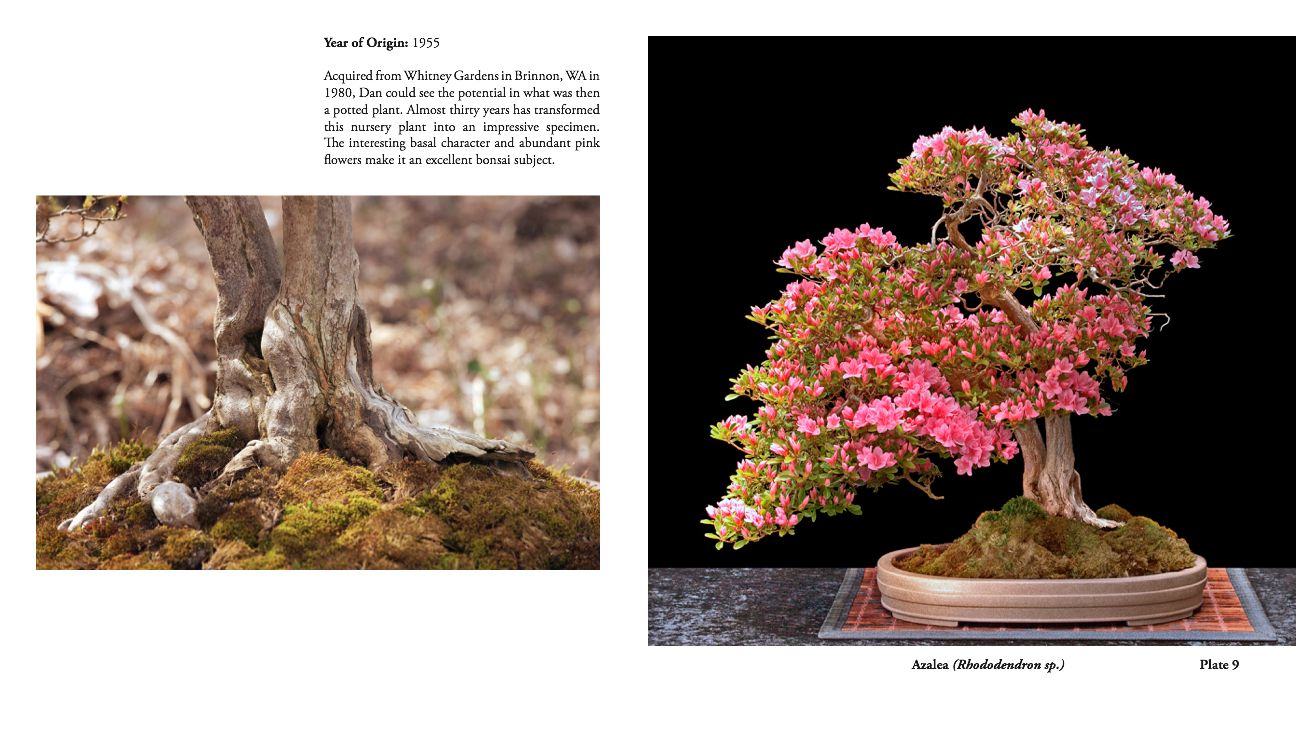 Year of Origin: 1955
Acquired from Whitney Gardens in Brinnon, WA in
1980, Dan could see the potential in what was then
a potted plant. Almost thirty years has transformed
this nursery plant into an impressive specimen.
The interesting basal character and abundant pink
flowers make it an excellent bonsai subject.
Azalea (Rhododendron sp.)
Plate 9